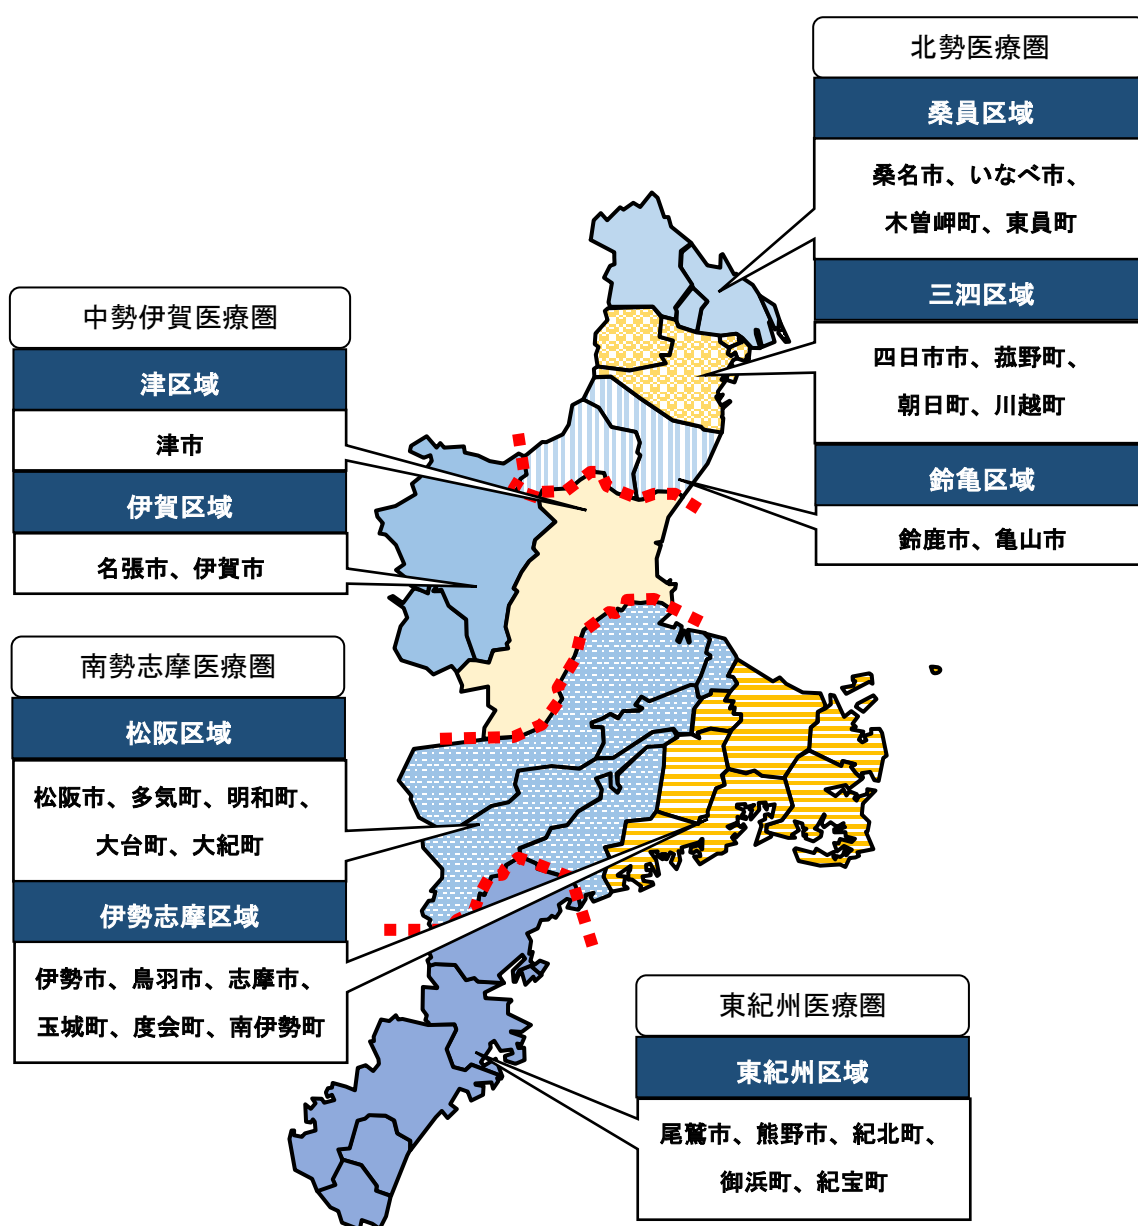 北勢医療圏
桑員区域
桑名市、いなべ市、
木曽岬町、東員町
三泗区域
四日市市、菰野町、
朝日町、川越町
鈴亀区域
鈴鹿市、亀山市
中勢伊賀医療圏
津区域
津市
伊賀区域
名張市、伊賀市
南勢志摩医療圏
松阪区域
松阪市、多気町、明和町、
大台町、大紀町
伊勢志摩区域
伊勢市、鳥羽市、志摩市、
玉城町、度会町、南伊勢町
東紀州医療圏
東紀州区域
尾鷲市、熊野市、紀北町、
御浜町、紀宝町